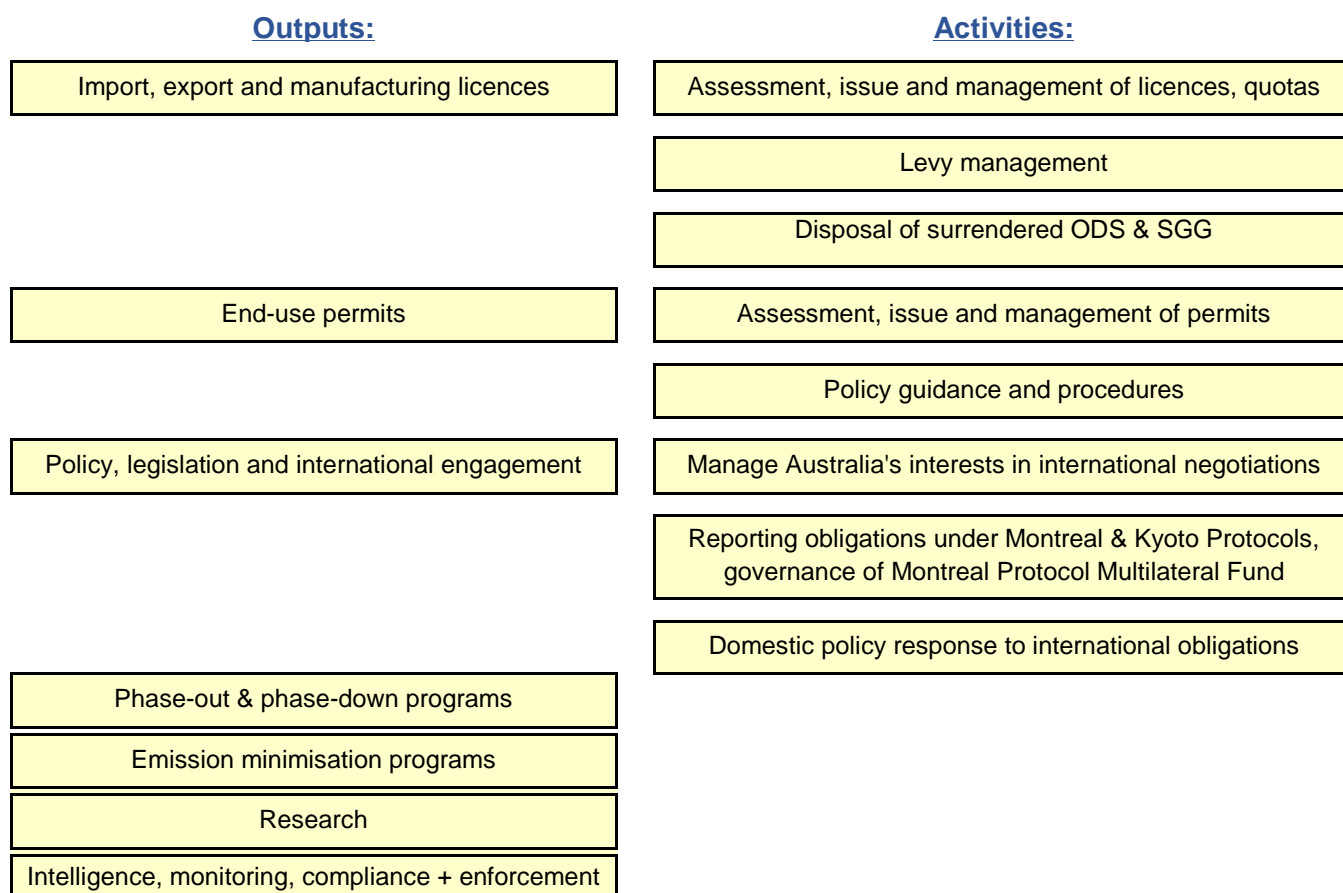 Outputs:
Activities:
Import, export and manufacturing licences
Assessment, issue and management of licences, quotas
Levy management
Disposal of surrendered ODS & SGG
End-use permits
Assessment, issue and management of permits
Policy guidance and procedures
Policy, legislation and international engagement
Manage Australia's interests in international negotiations
Reporting obligations under Montreal & Kyoto Protocols,
governance of Montreal Protocol Multilateral Fund
Domestic policy response to international obligations
Phase-out & phase-down programs
Emission minimisation programs
Research
Intelligence, monitoring, compliance + enforcement